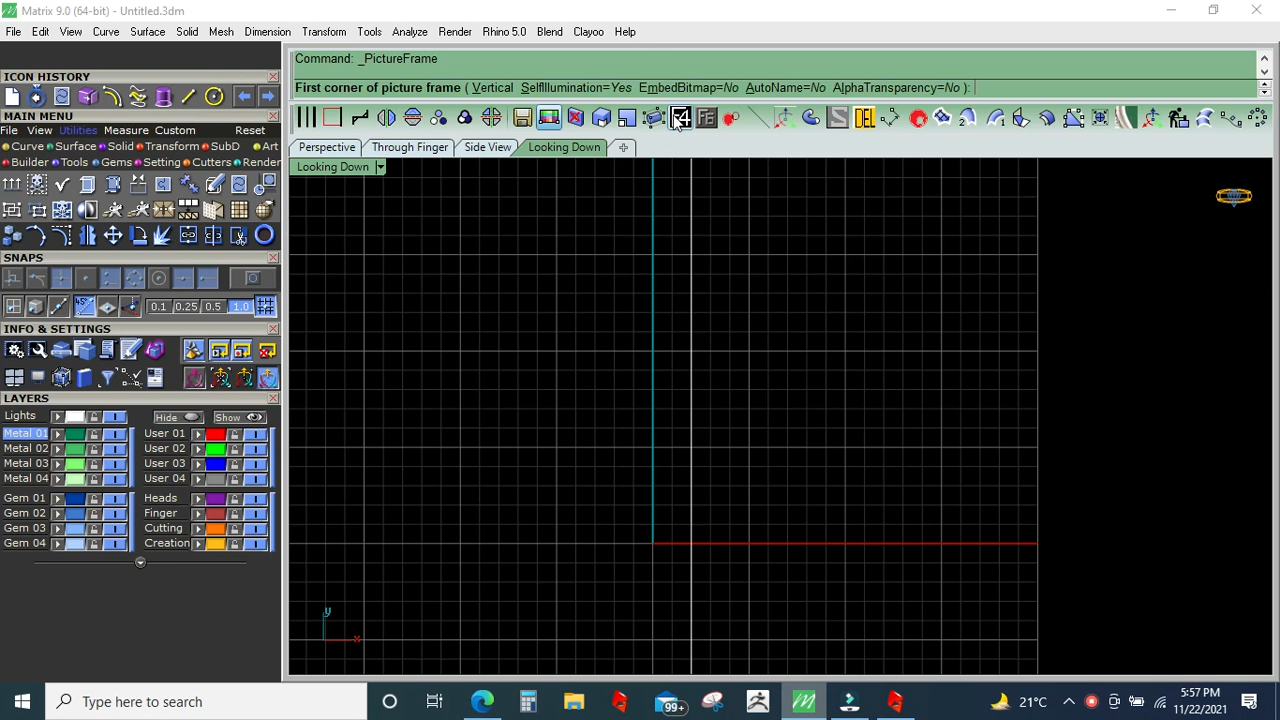 Matrix 9.0 (64-bit) - Untitled.3dm
File Edit View Curve Surface Solid Mesh Dimension Transform Tools Analyze Render Rhino 5.0 Blend Clayoo Help
ICON HISTORY
Command: _PictureFrame
First corner of picture frame ( Vertical SelfIllumination=Yes EmbedBitmap=No AutoName=No AlphaTransparency=No ):
MAIN MENU
File View Utilities Measure Custom
Curve Surface Solid Transform SubD
Builder Tools Gems Setting Cutters Render
F4 F6 DEL
Perspective Through Finger Side View Looking Down
Looking Down
SNAPS
0.1 0.25 0.5 1.0
45°
INFO & SETTINGS
LAYERS
Lights Hide Show
Metal 01 User 01
Metal 02 User 02
Metal 03 User 03
Metal 04 User 04
Gem 01 Heads
Gem 02 Finger
Gem 03 Cutting
Gem 04 Creation
y
x
Type here to search
99+
21°C
5:57 PM
11/22/2021